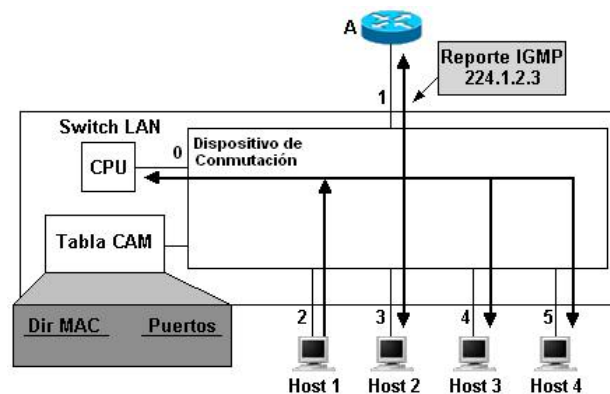 A
Reporte IGMP
224.1.2.3
1
Switch LAN
0
Dispositivo de
Conmutación
CPU
Tabla CAM
Dir MAC Puertos
2 3 4 5
Host 1 Host 2 Host 3 Host 4